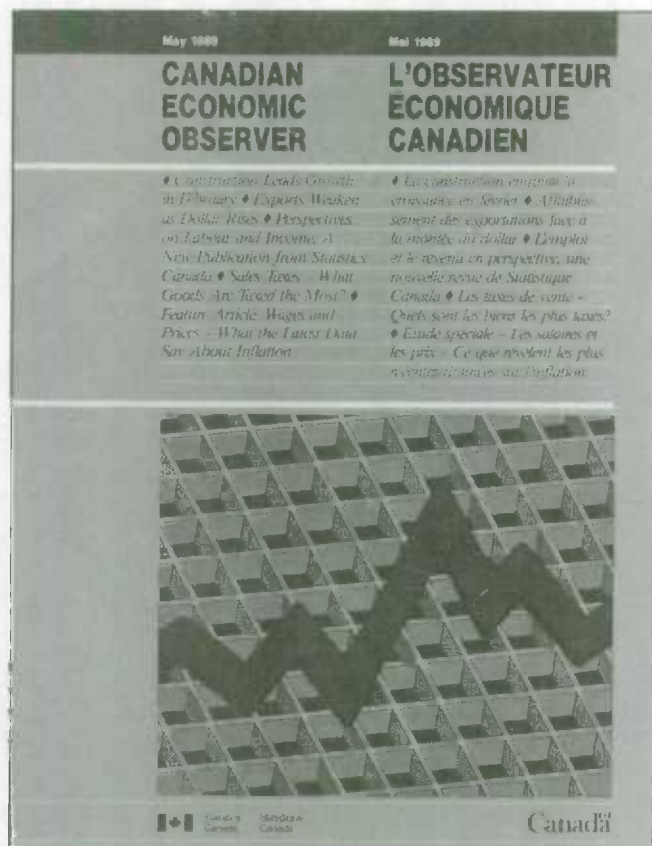 May 1989
CANADIAN
ECONOMIC
OBSERVER
♦ Construction Leads Growth
in February ♦ Exports Weaken
as Dollar Rises ♦ Perspectives
on Labour and Income, A
New Publication from Statistics
Canada ♦ Sales Taxes - What
Goods Are Taxed the Most? ♦
Feature Article: Wages and
Prices - What the Latest Data
Say About Inflation
Mai 1989
L'OBSERVATEUR
ÉCONOMIQUE
CANADIEN
♦ La construction entraîne la
croissance en février ♦ Affaiblis-
sement des exportations face à
la montée du dollar ♦ L'emploi
et le revenu en perspective, une
nouvelle revue de Statistique
Canada ♦ Les taxes de vente -
Quels sont les biens les plus taxés?
♦ Étude spéciale - Les salaires et
les prix - Ce que révèlent les plus
récentes données sur l'inflation
Statistics Statistique
Canada Canada
Canada